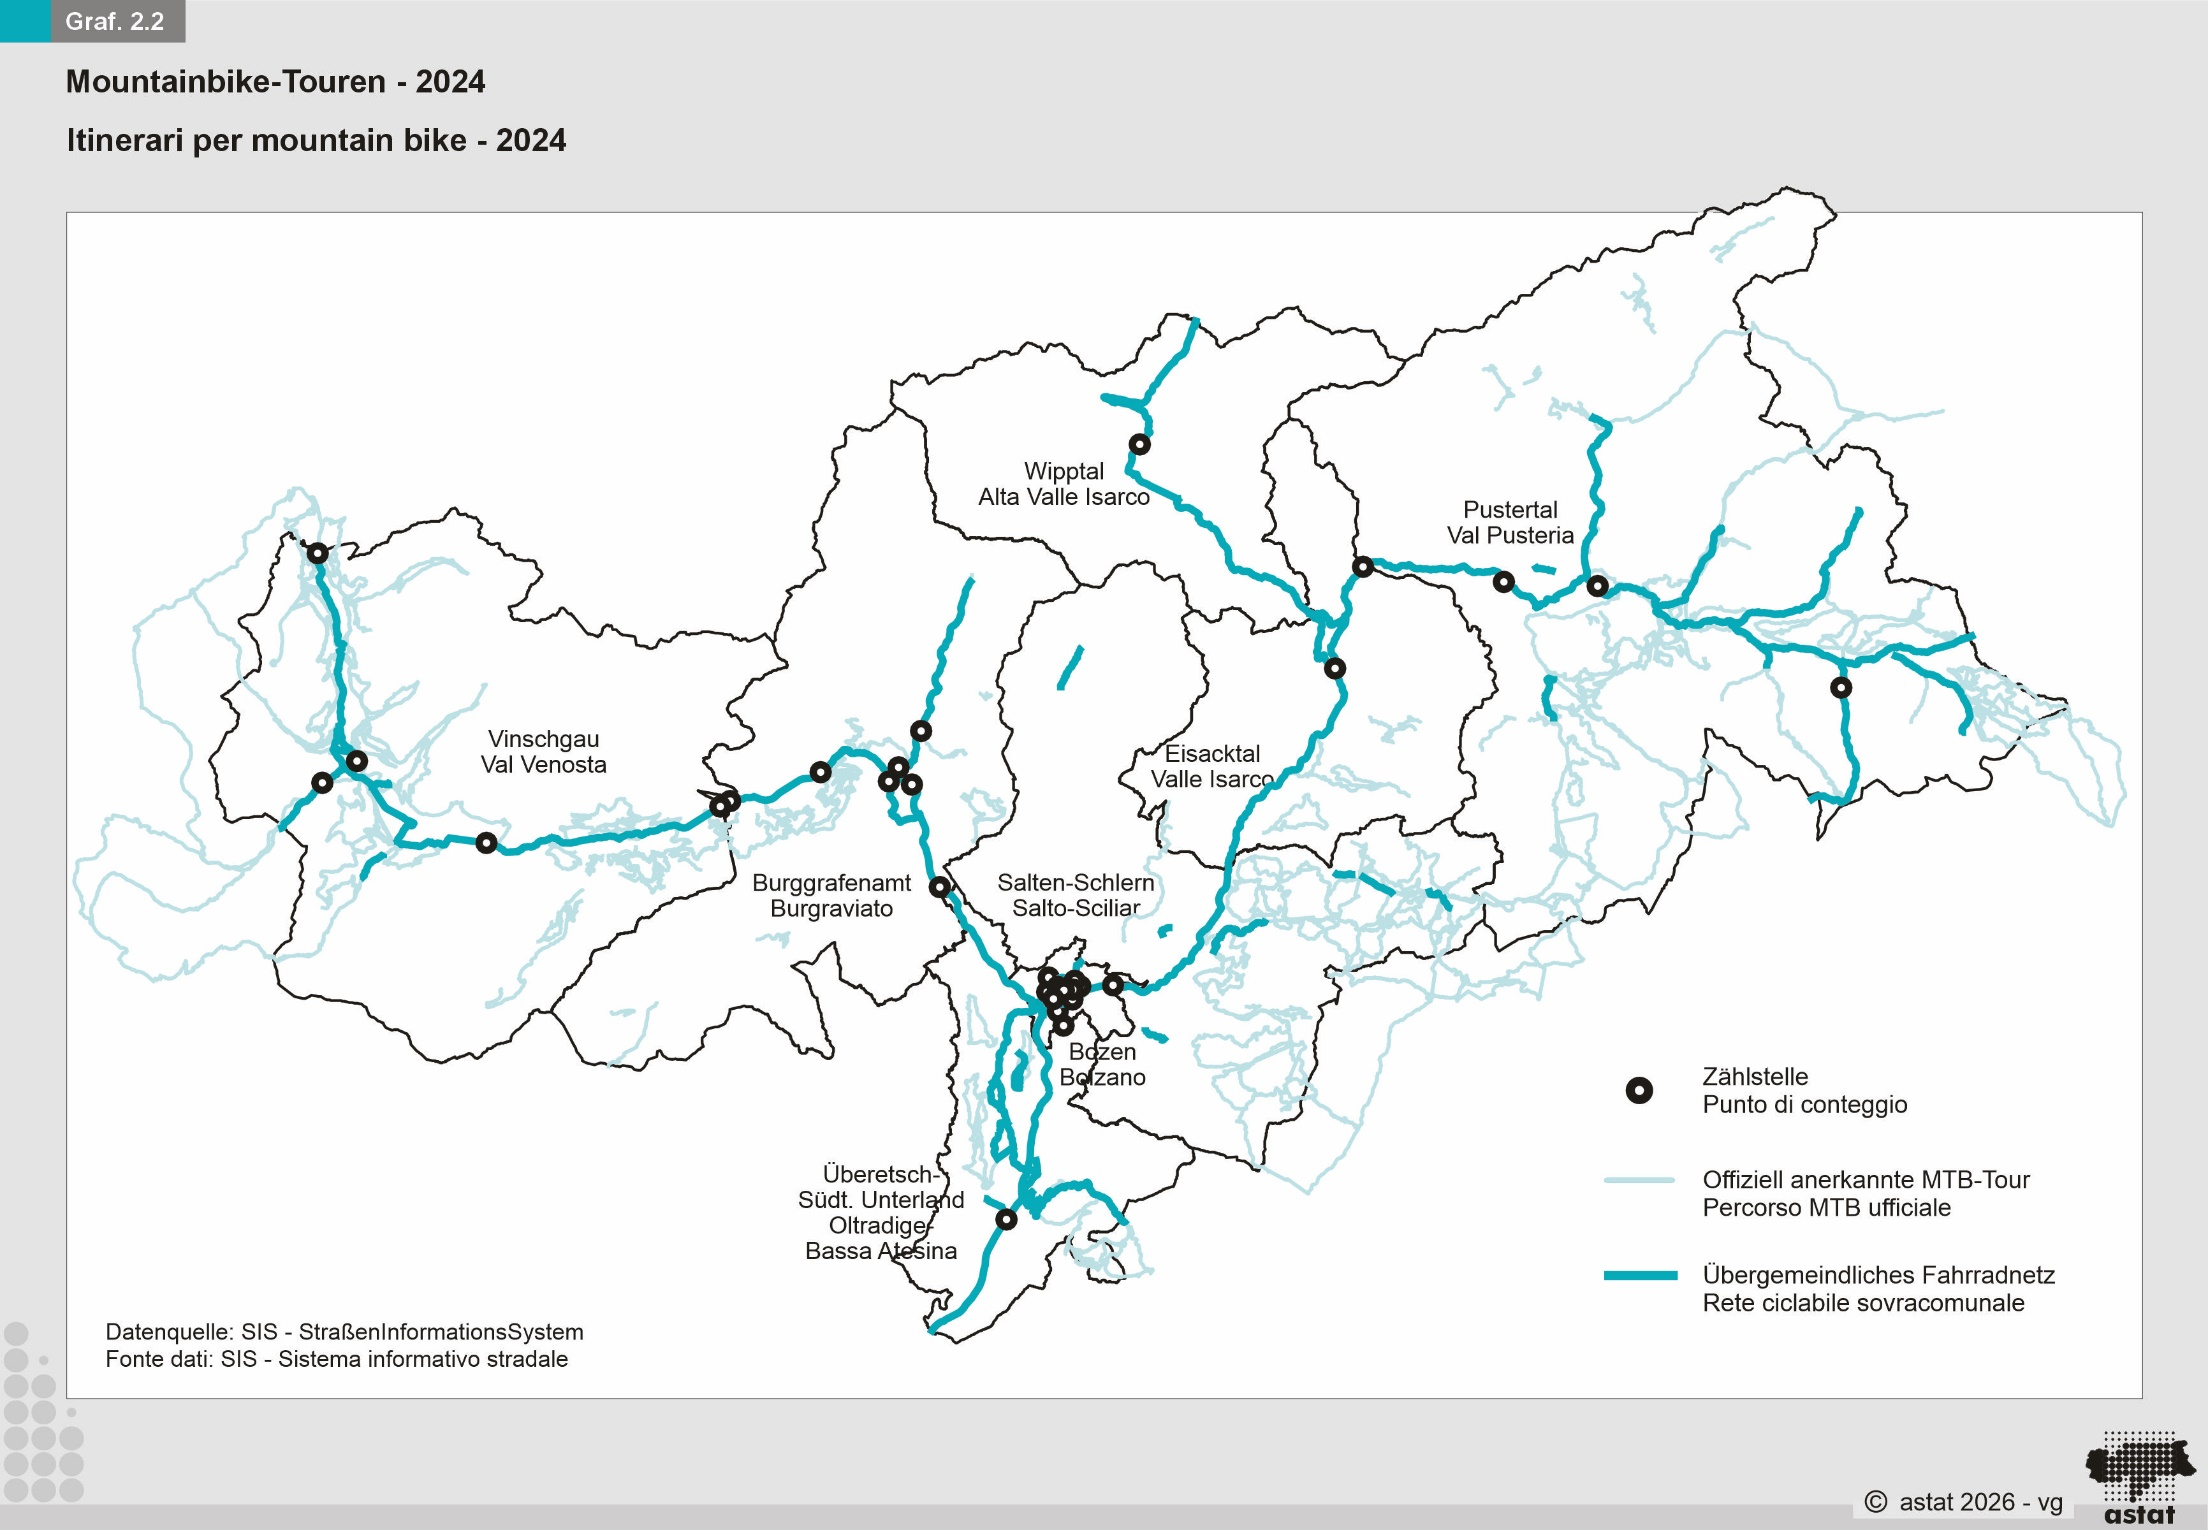 Graf. 2.2
Mountainbike-Touren - 2024
Itinerari per mountain bike - 2024
Wipptal
Alta Valle Isarco
Pustertal
Val Pusteria
Vinschgau
Val Venosta
Eisacktal
Valle Isarco
Burggrafenamt
Burgraviato
Salten-Schlern
Salto-Sciliar
Bozen
Bolzano
Überetsch-
Südt. Unterland
Oltradige-
Bassa Atesina
Zählstelle
Punto di conteggio
Offiziell anerkannte MTB-Tour
Percorso MTB ufficiale
Übergemeindliches Fahrradnetz
Rete ciclabile sovracomunale
Datenquelle: SIS - StraßenInformationsSystem
Fonte dati: SIS - Sistema informativo stradale
© astat 2026 - vg
astat